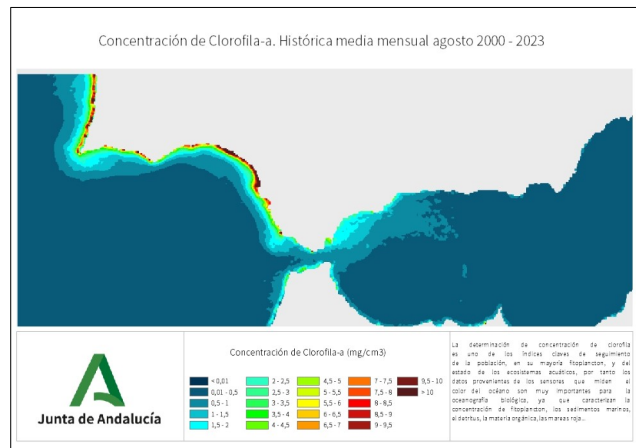 Concentración de Clorofila-a. Histórica media mensual agosto 2000 - 2023
Junta de Andalucía
Concentración de Clorofila-a (mg/cm3)
< 0,01
0,01 - 0,5
0,5 - 1
1 - 1,5
1,5 - 2
2 - 2,5
2,5 - 3
3 - 3,5
3,5 - 4
4 - 4,5
4,5 - 5
5 - 5,5
5,5 - 6
6 - 6,5
6,5 - 7
7 - 7,5
7,5 - 8
8 - 8,5
8,5 - 9
9 - 9,5
9,5 - 10
> 10
La determinación de concentración de clorofila
es uno de los índices claves de seguimiento
de la población, en su mayoría fitoplancton, y del
estado de los ecosistemas acuáticos, por tanto los
datos provenientes de los sensores que miden el
color del océano son muy importantes para la
oceanografía biológica, ya que caracterizan la
concentración de fitoplancton, los sedimentos marinos,
el detritus, la materia orgánica, las mareas roja...